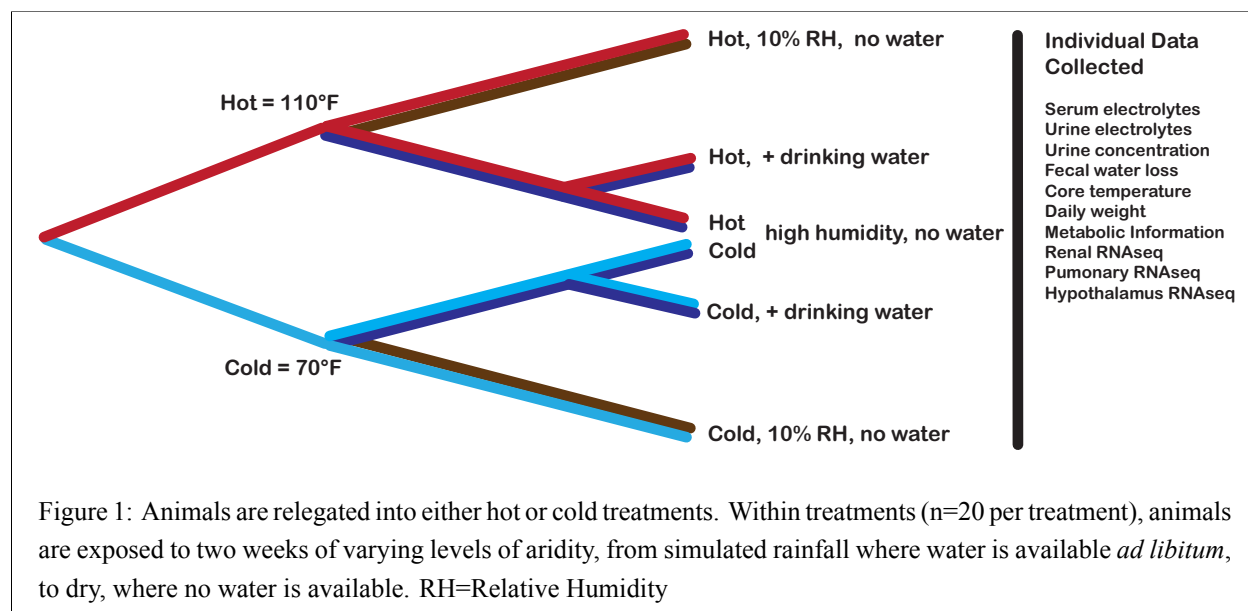 Hot, 10% RH, no water
Hot = 110°F
Hot, + drinking water
Hot
Cold
high humidity, no water
Cold, + drinking water
Cold = 70°F
Cold, 10% RH, no water
Individual Data
Collected
Serum electrolytes
Urine electrolytes
Urine concentration
Fecal water loss
Core temperature
Daily weight
Metabolic Information
Renal RNAseq
Pumonary RNAseq
Hypothalamus RNAseq
Figure 1: Animals are relegated into either hot or cold treatments. Within treatments (n=20 per treatment), animals
are exposed to two weeks of varying levels of aridity, from simulated rainfall where water is available ad libitum,
to dry, where no water is available. RH=Relative Humidity